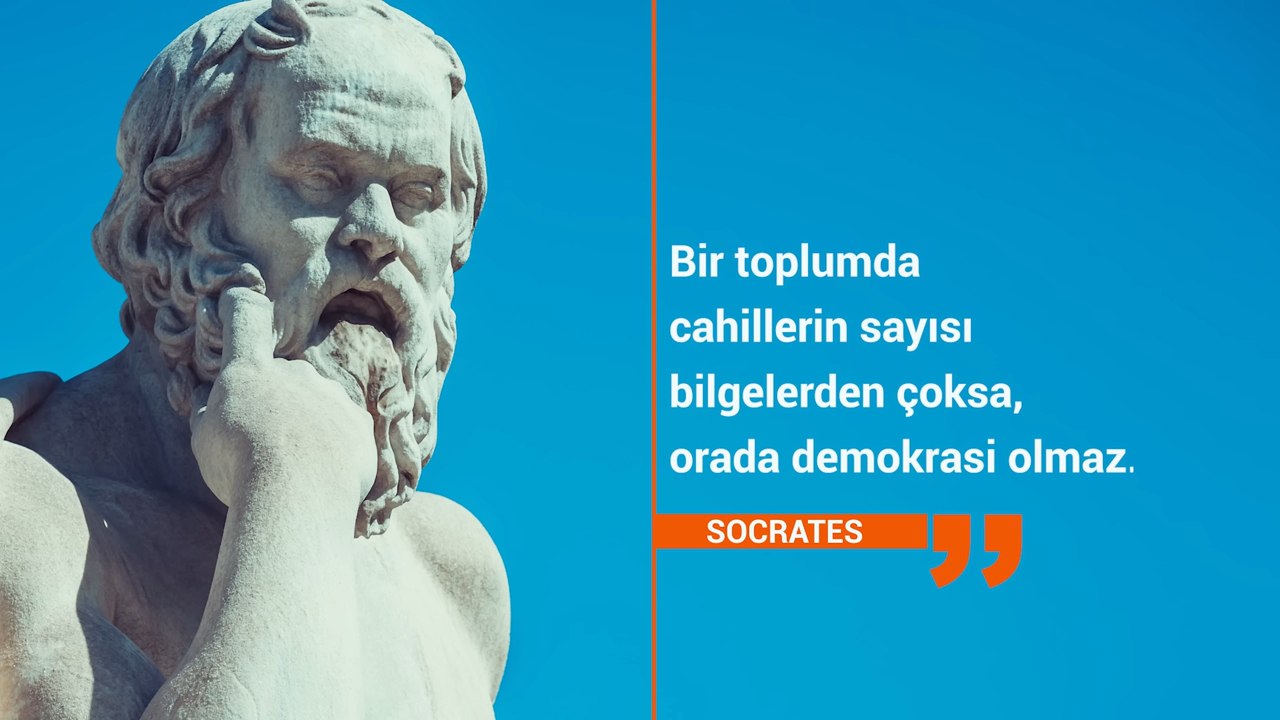 Bir toplumda
cahillerin sayısı
bilgelerden çoksa,
orada demokrasi olmaz.
SOCRATES
”